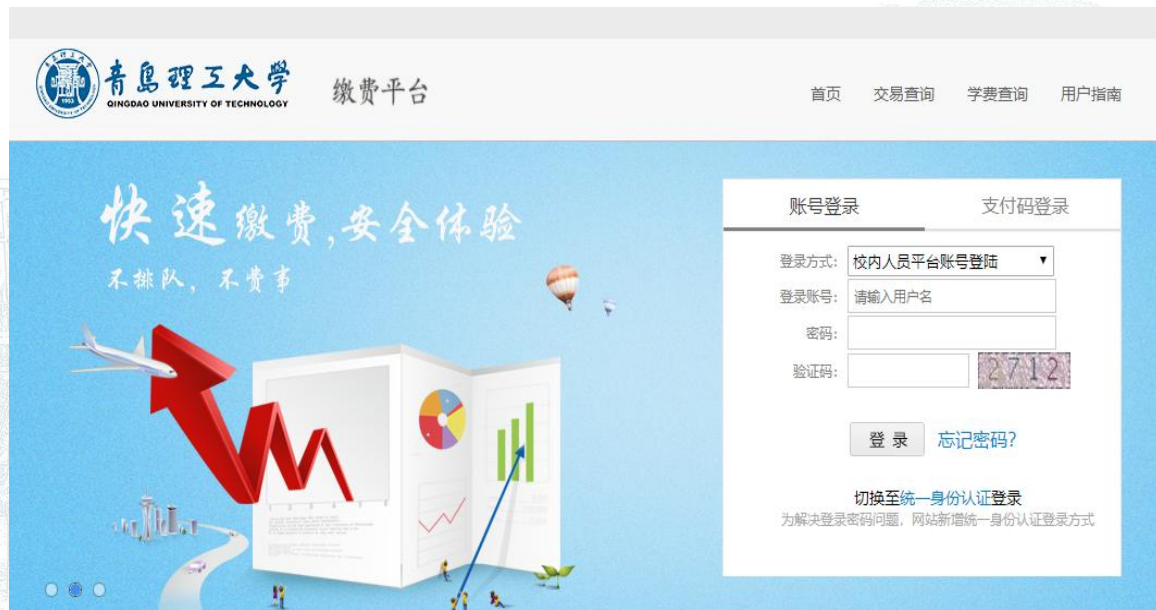 青岛理工大学
QINGDAO UNIVERSITY OF TECHNOLOGY
1953
缴费平台
首页 交易查询 学费查询 用户指南
快速缴费,安全体验
不排队，不费事
账号登录 支付码登录
登录方式: 校内人员平台账号登陆
登录账号: 请输入用户名
密码:
验证码: 2712
登 录 忘记密码?
切换至统一身份认证登录
为解决登录密码问题，网站新增统一身份认证登录方式